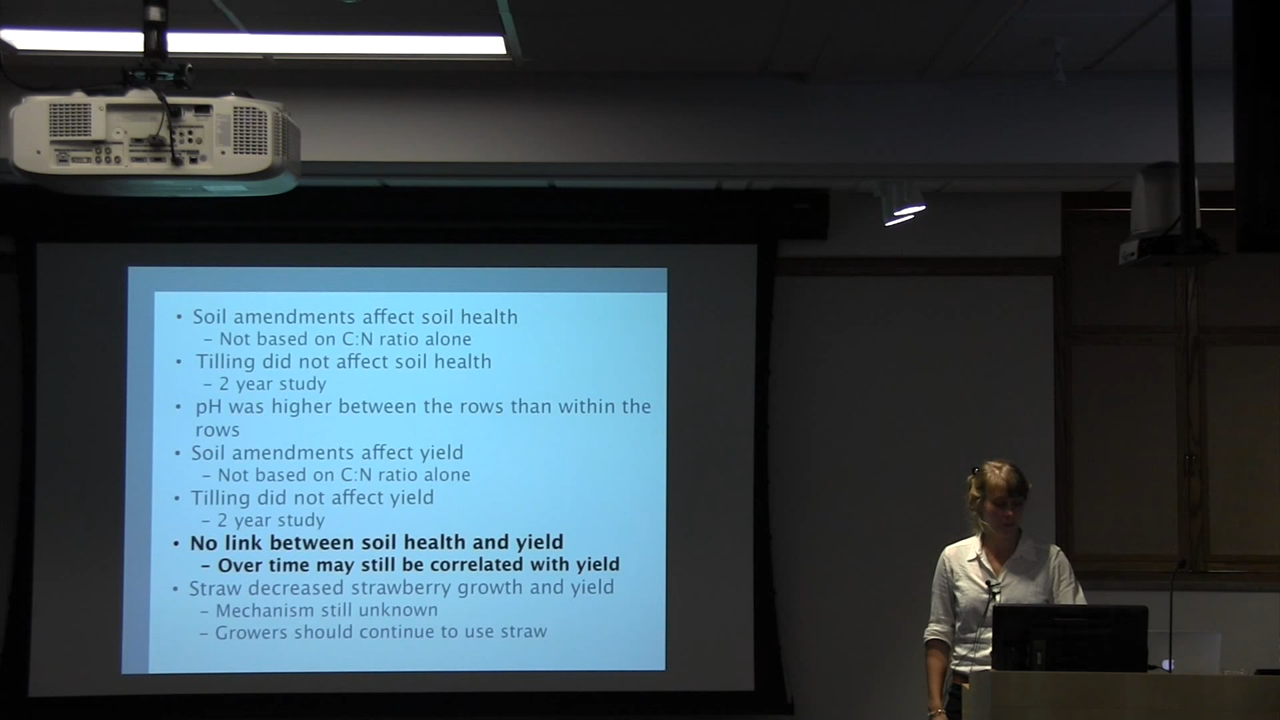 • Soil amendments affect soil health
– Not based on C:N ratio alone
• Tilling did not affect soil health
– 2 year study
• pH was higher between the rows than within the
rows
• Soil amendments affect yield
– Not based on C:N ratio alone
• Tilling did not affect yield
– 2 year study
• No link between soil health and yield
– Over time may still be correlated with yield
• Straw decreased strawberry growth and yield
– Mechanism still unknown
– Growers should continue to use straw